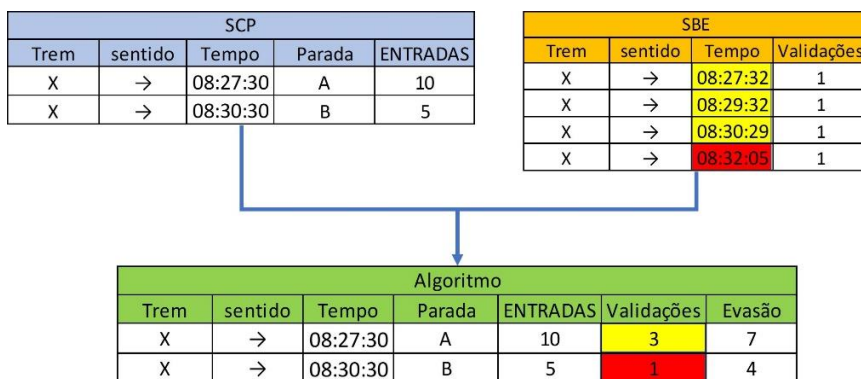 SCP
Trem sentido Tempo Parada ENTRADAS
X → 08:27:30 A 10
X → 08:30:30 B 5
SBE
Trem sentido Tempo Validações
X → 08:27:32 1
X → 08:29:32 1
X → 08:30:29 1
X → 08:32:05 1
Algoritmo
Trem sentido Tempo Parada ENTRADAS Validações Evasão
X → 08:27:30 A 10 3 7
X → 08:30:30 B 5 1 4